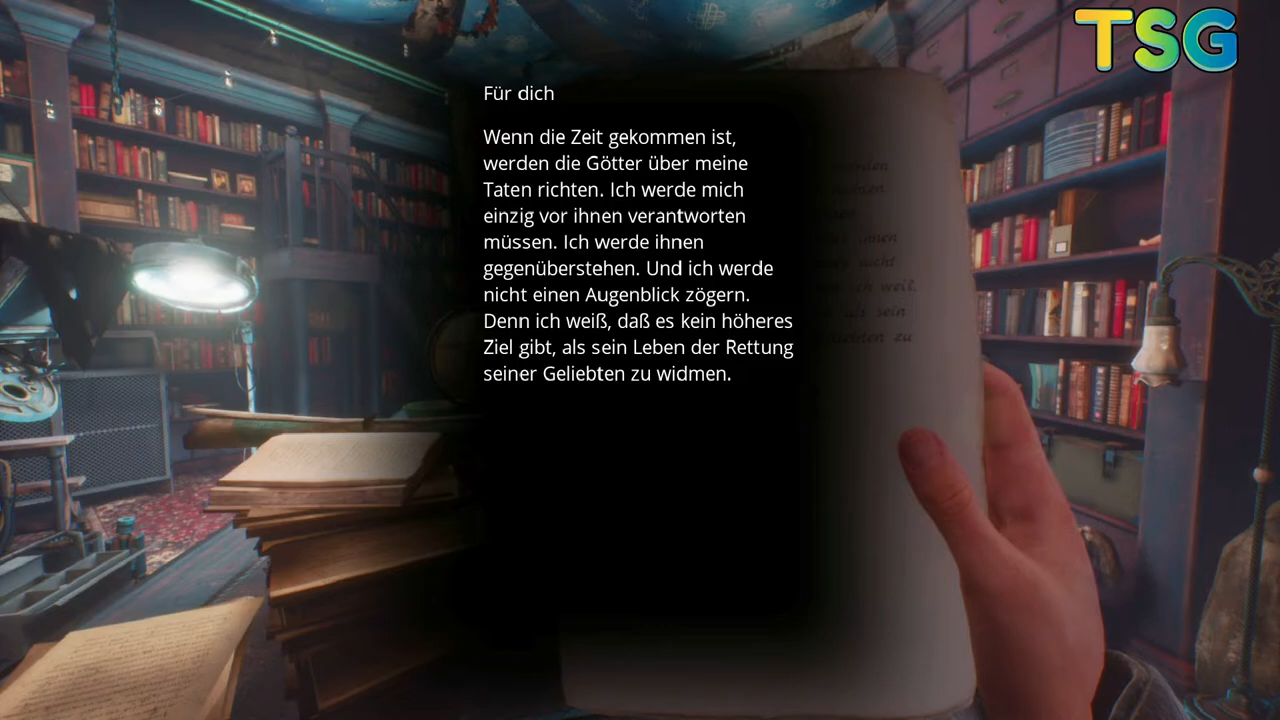 TSG
Für dich
Wenn die Zeit gekommen ist,
werden die Götter über meine
Taten richten. Ich werde mich
einzig vor ihnen verantworten
müssen. Ich werde ihnen
gegenüberstehen. Und ich werde
nicht einen Augenblick zögern.
Denn ich weiß, daß es kein höheres
Ziel gibt, als sein Leben der Rettung
seiner Geliebten zu widmen.